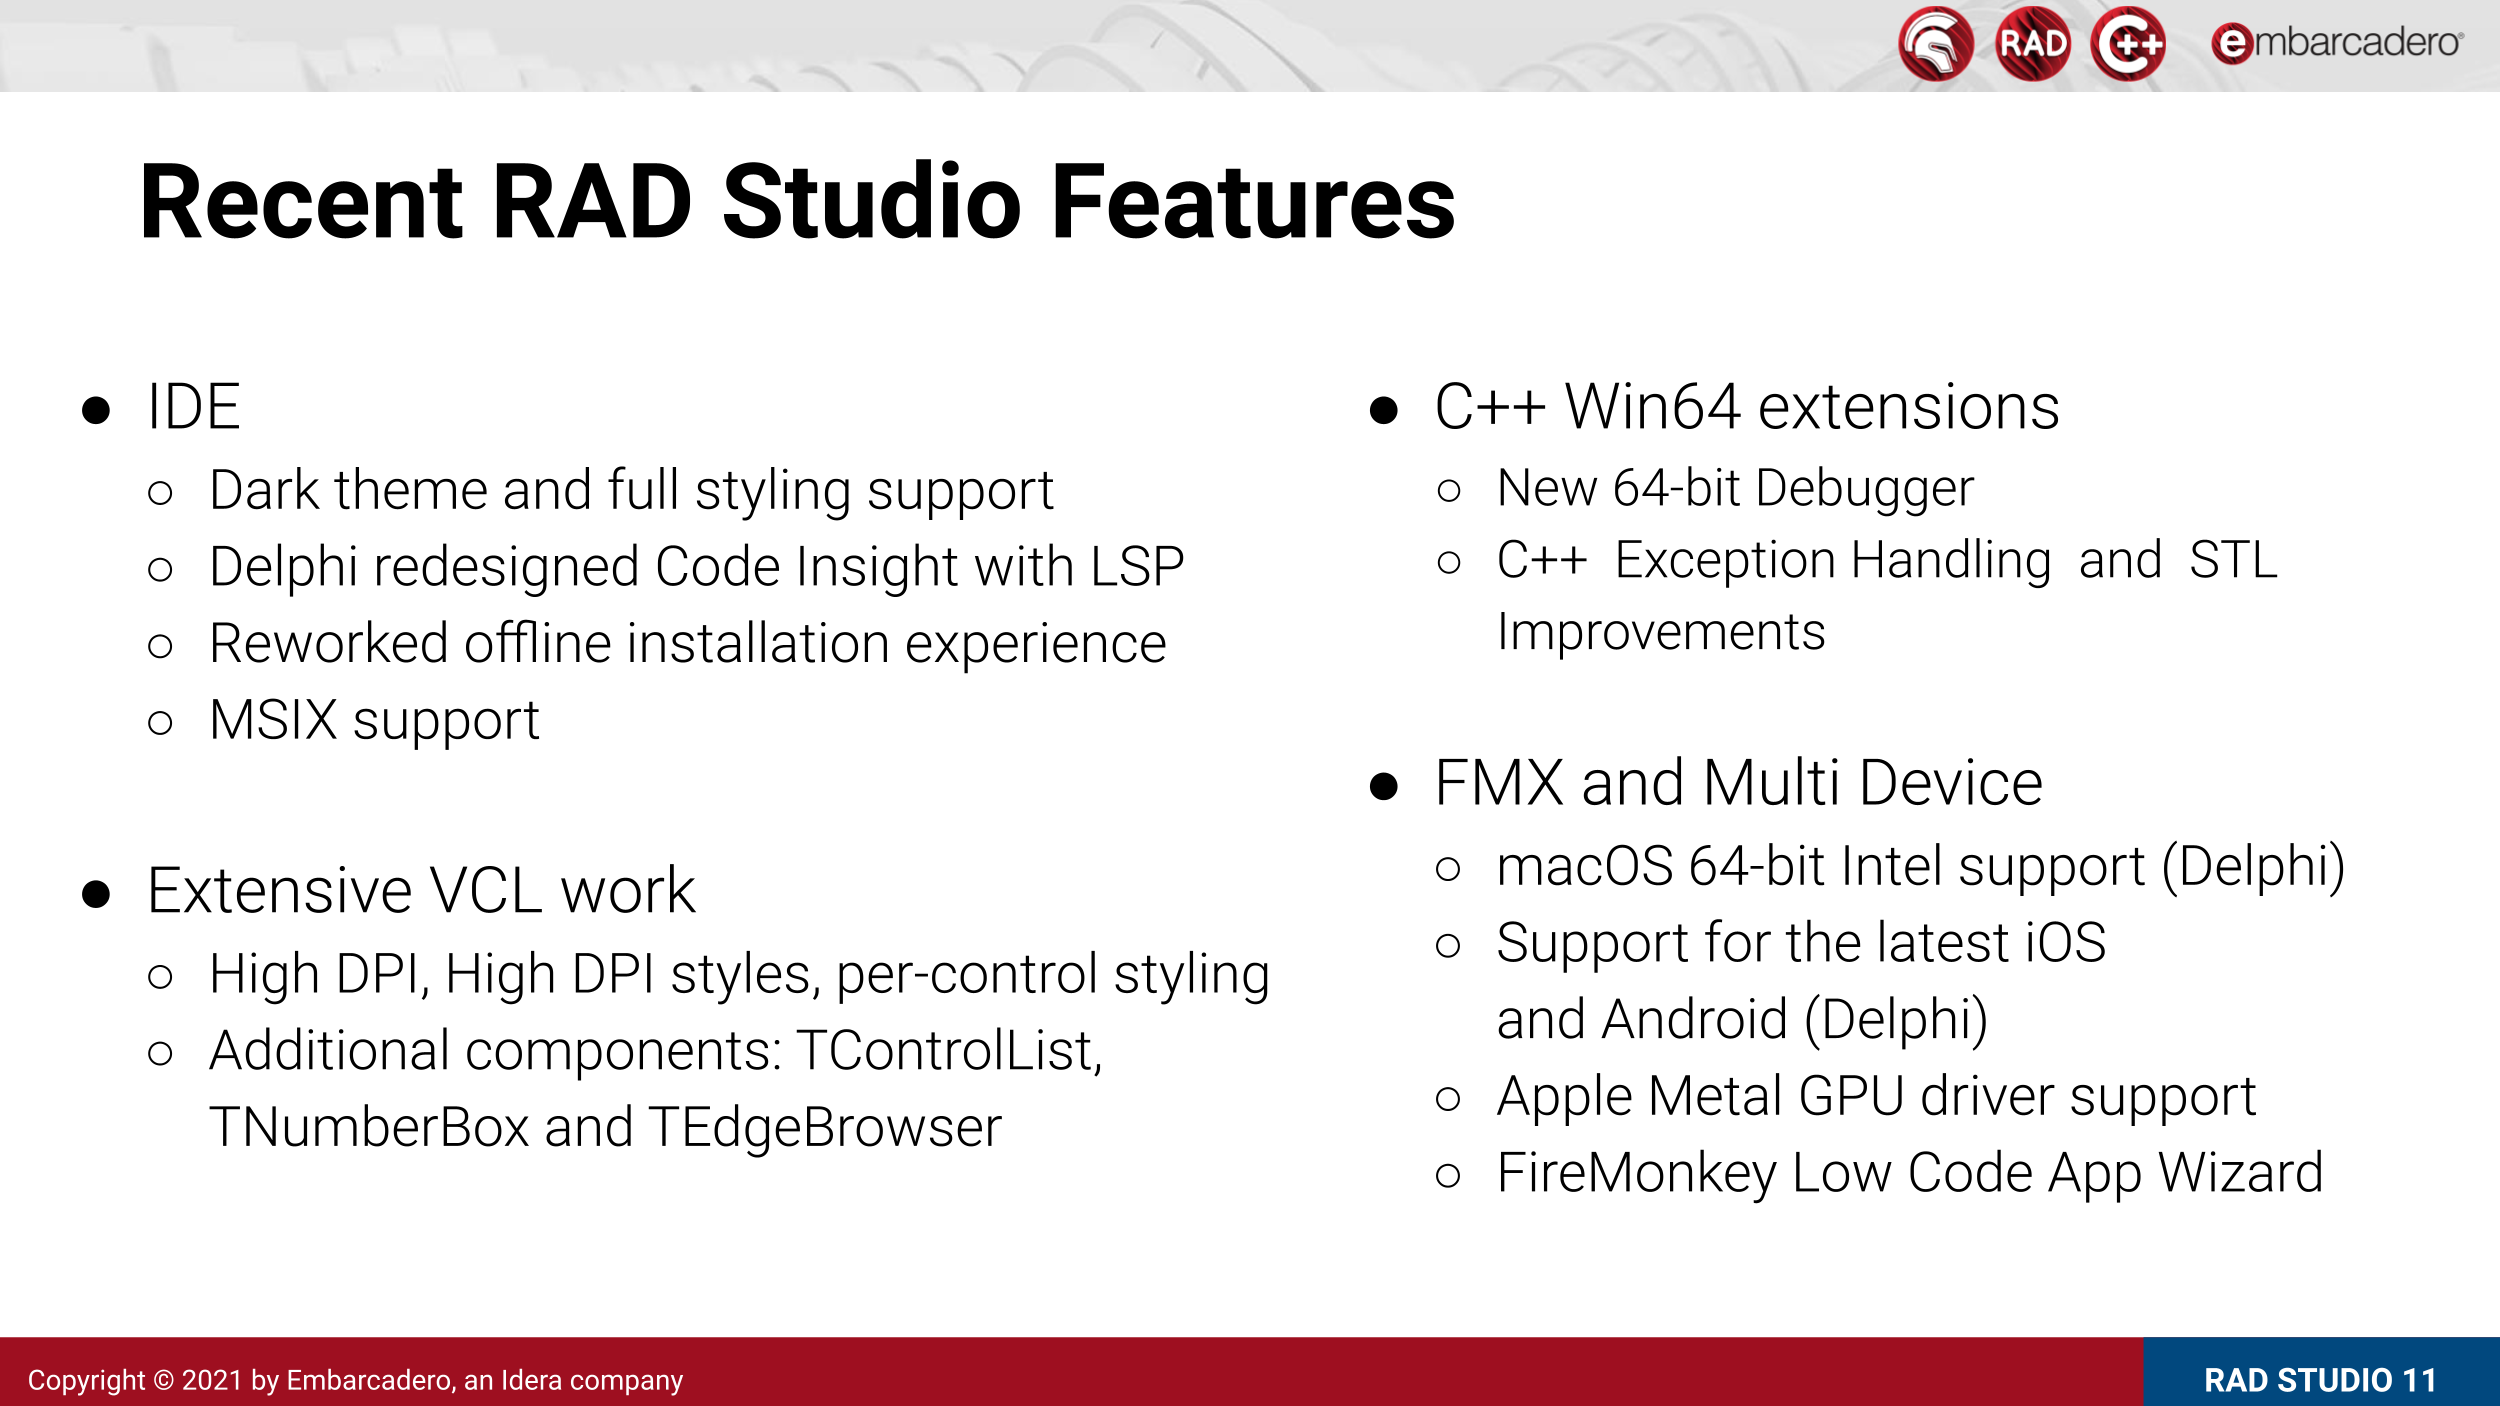 RAD
C++
embarcadero®
Recent RAD Studio Features
● IDE
○ Dark theme and full styling support
○ Delphi redesigned Code Insight with LSP
○ Reworked offline installation experience
○ MSIX support
● Extensive VCL work
○ High DPI, High DPI styles, per-control styling
○ Additional components: TControlList,
TNumberBox and TEdgeBrowser
● C++ Win64 extensions
○ New 64-bit Debugger
○ C++ Exception Handling and STL
Improvements
● FMX and Multi Device
○ macOS 64-bit Intel support (Delphi)
○ Support for the latest iOS
and Android (Delphi)
○ Apple Metal GPU driver support
○ FireMonkey Low Code App Wizard
Copyright © 2021 by Embarcadero, an Idera company
RAD STUDIO 11